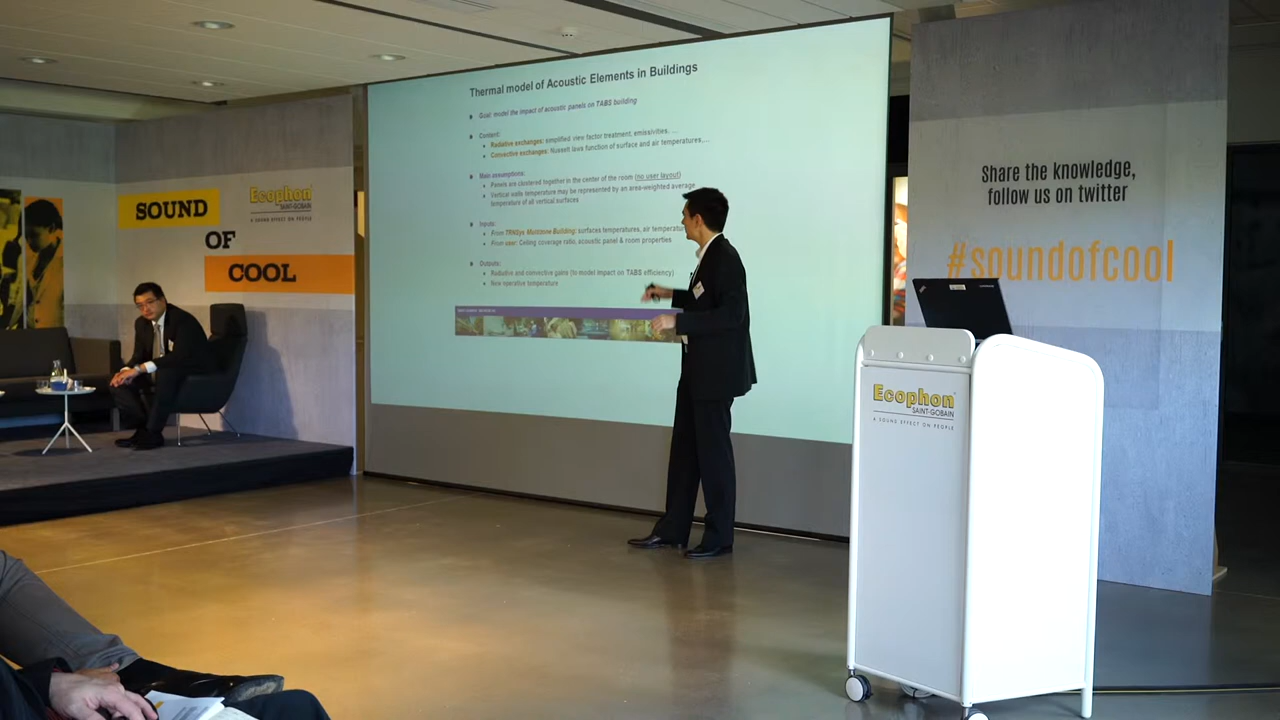 Thermal model of Acoustic Elements in Buildings
Goal: model the impact of acoustic panels on TABS building
Content:
Radiative exchanges: simplified view factor treatment, emissivities, ...
Convective exchanges: Nusselt laws function of surface and air temperatures,...
Main assumptions:
Panels are clustered together in the center of the room (no user layout)
Vertical walls temperature may be represented by an area-weighted average
temperature of all vertical surfaces
Inputs:
From TRNSys Multizone Building: surfaces temperatures, air temperatur
From user: Ceiling coverage ratio, acoustic panel & room properties
Outputs:
Radiative and convective gains (to model impact on TABS efficiency)
New operative temperature
SOUND
OF
COOL
Ecophon
SAINT-GOBAIN
A SOUND EFFECT ON PEOPLE
Share the knowledge,
follow us on twitter
#soundofcool
Ecophon
SAINT-GOBAIN
A SOUND EFFECT ON PEOPLE